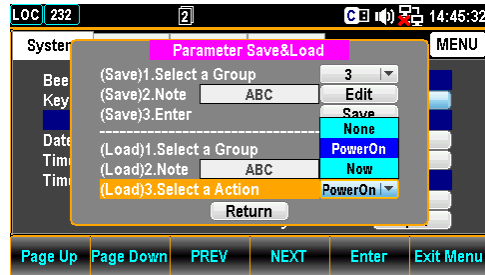 LOC 232 2 C 14:45:32
System MENU
Parameter Save&Load
(Save)1.Select a Group 3
(Save)2.Note ABC Edit
(Save)3.Enter Save
None
(Load)1.Select a Group PowerOn
(Load)2.Note ABC Now
(Load)3.Select a Action PowerOn
Return
Bee
Key
Date
Time
Tim
Page Up Page Down PREV NEXT Enter Exit Menu